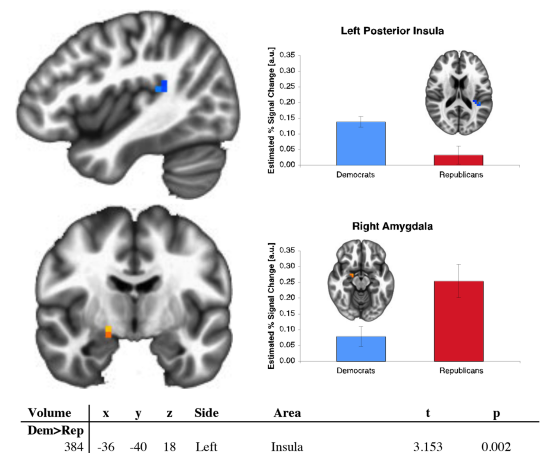 Left Posterior Insula
Estimated % Signal Change [a.u.]
0.35
0.30
0.25
0.20
0.15
0.10
0.05
0.00
Democrats Republicans
Right Amygdala
Estimated % Signal Change [a.u.]
0.35
0.30
0.25
0.20
0.15
0.10
0.05
0.00
Democrats Republicans
Volume x y z Side Area t p
Dem>Rep
384 -36 -40 18 Left Insula 3.153 0.002